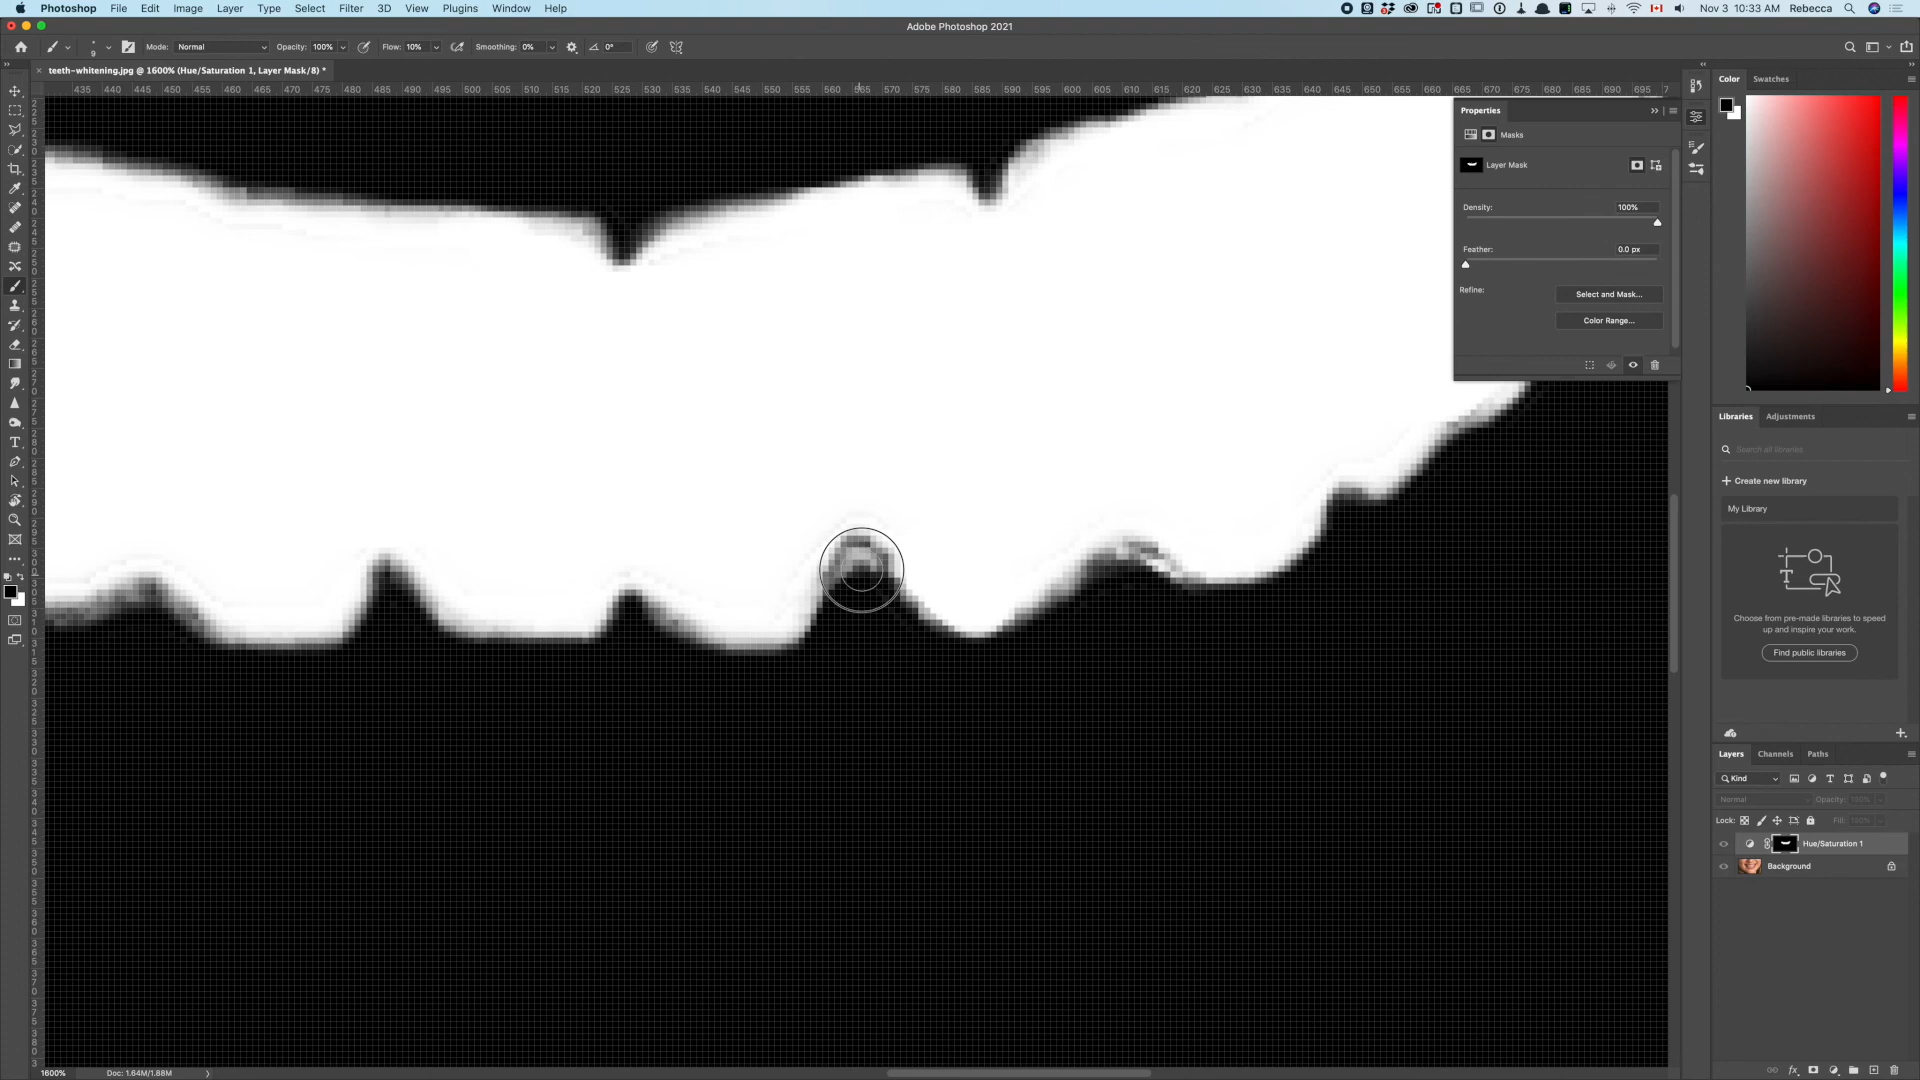 Photoshop File Edit Image Layer Type Select Filter 3D View Plugins Window Help
Nov 3 10:33 AM Rebecca
Adobe Photoshop 2021
9 Mode: Normal Opacity: 100% Flow: 10% Smoothing: 0% 0°
× teeth-whitening.jpg @ 1600% (Hue/Saturation 1, Layer Mask/8) *
435 440 445 450 455 460 465 470 475 480 485 490 495 500 505 510 515 520 525 530 535 540 545 550 555 560 565 570 575 580 585 590 595 600 605 610 615 620 625 630 635 640 645 650 655 660 665 670 675 680 685 690 695 7
Properties
Masks
Layer Mask
Density: 100%
Feather: 0.0 px
Refine:
Select and Mask...
Color Range...
Color Swatches
Libraries Adjustments
Search all libraries
+ Create new library
My Library
Choose from pre-made libraries to speed
up and inspire your work.
Find public libraries
Layers Channels Paths
Kind
Normal Opacity: 100%
Lock: Fill: 100%
Hue/Saturation 1
Background
1600% Doc: 1.64M/1.88M